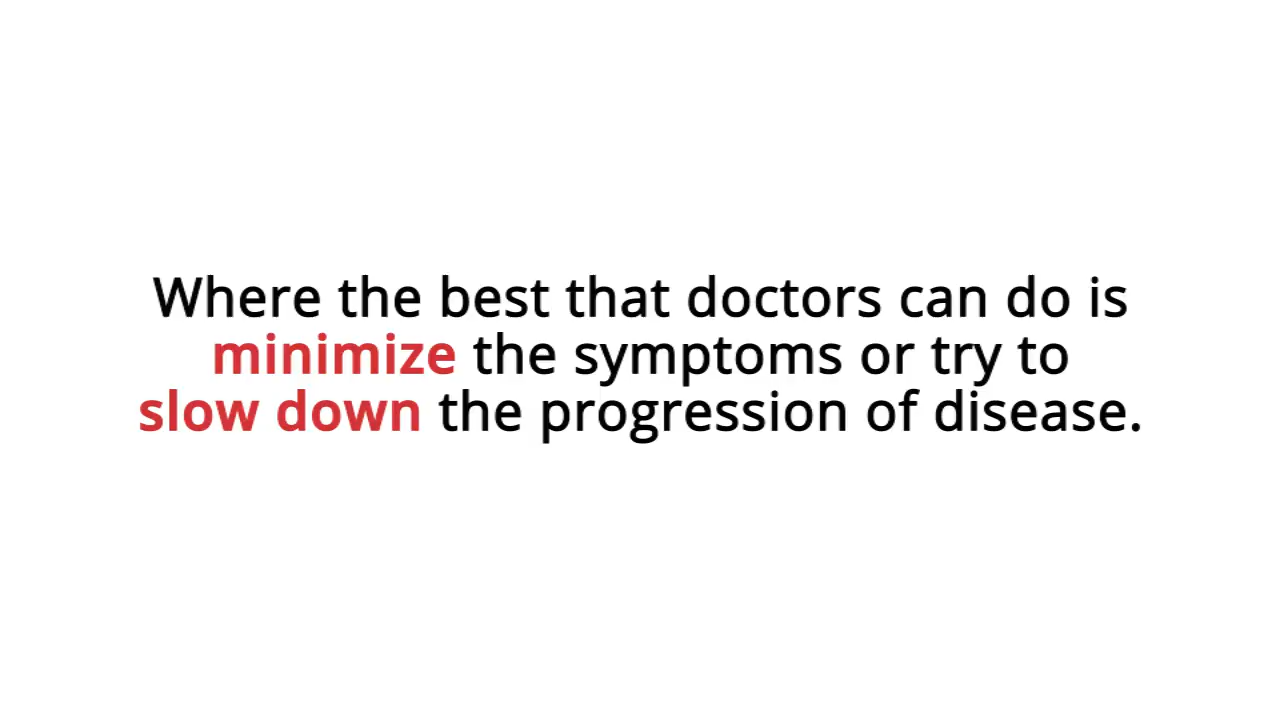 Where the best that doctors can do is
minimize the symptoms or try to
slow down the progression of disease.